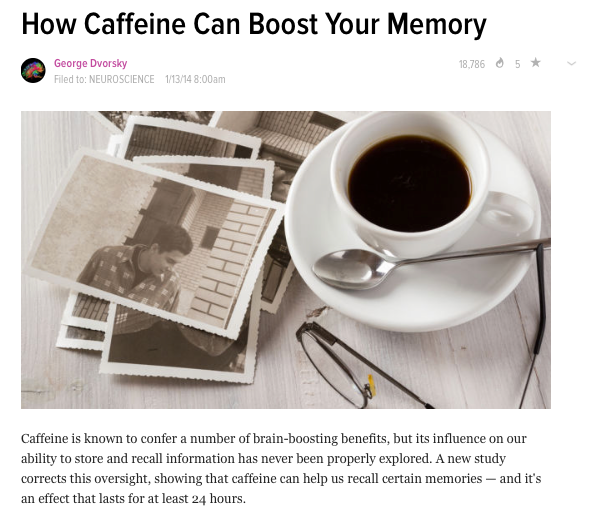 How Caffeine Can Boost Your Memory
George Dvorsky
18,786 5
Filed to: NEUROSCIENCE 1/13/14 8:00am
Caffeine is known to confer a number of brain-boosting benefits, but its influence on our
ability to store and recall information has never been properly explored. A new study
corrects this oversight, showing that caffeine can help us recall certain memories — and it's
an effect that lasts for at least 24 hours.